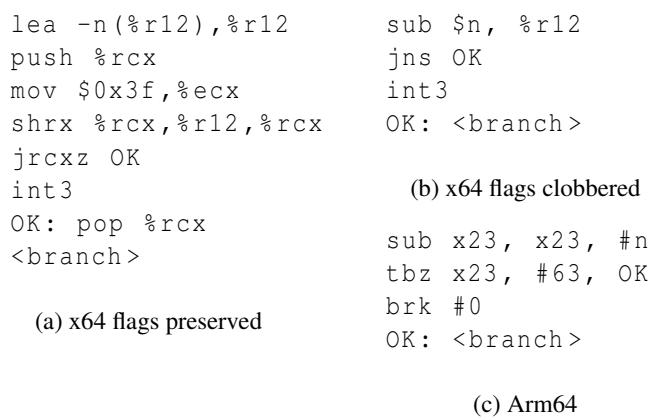 lea -n(%r12),%r12
push %rcx
mov $0x3f,%ecx
shrx %rcx,%r12,%rcx
jrcxz OK
int3
OK: pop %rcx
<branch>
(a) x64 flags preserved
sub $n, %r12
jns OK
int3
OK: <branch>
(b) x64 flags clobbered
sub x23, x23, #n
tbz x23, #63, OK
brk #0
OK: <branch>
(c) Arm64